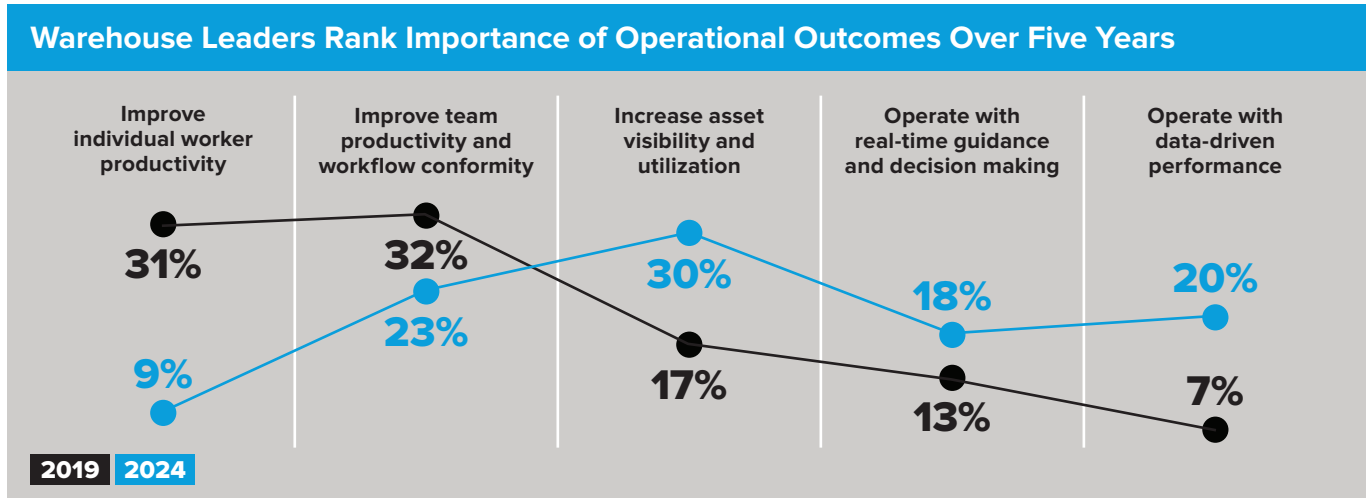 Warehouse Leaders Rank Importance of Operational Outcomes Over Five Years
Improve
individual worker
productivity
Improve team
productivity and
workflow conformity
Increase asset
visibility and
utilization
Operate with
real-time guidance
and decision making
Operate with
data-driven
performance
31%
32%
17%
13%
7%
9%
23%
30%
18%
20%
2019 2024